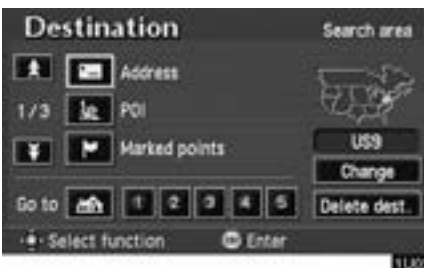 Destination
Search area
Address
1/3
POI
Marked points
US9
Change
Go to 1 2 3 4 5
Delete dest.
Select function
Enter